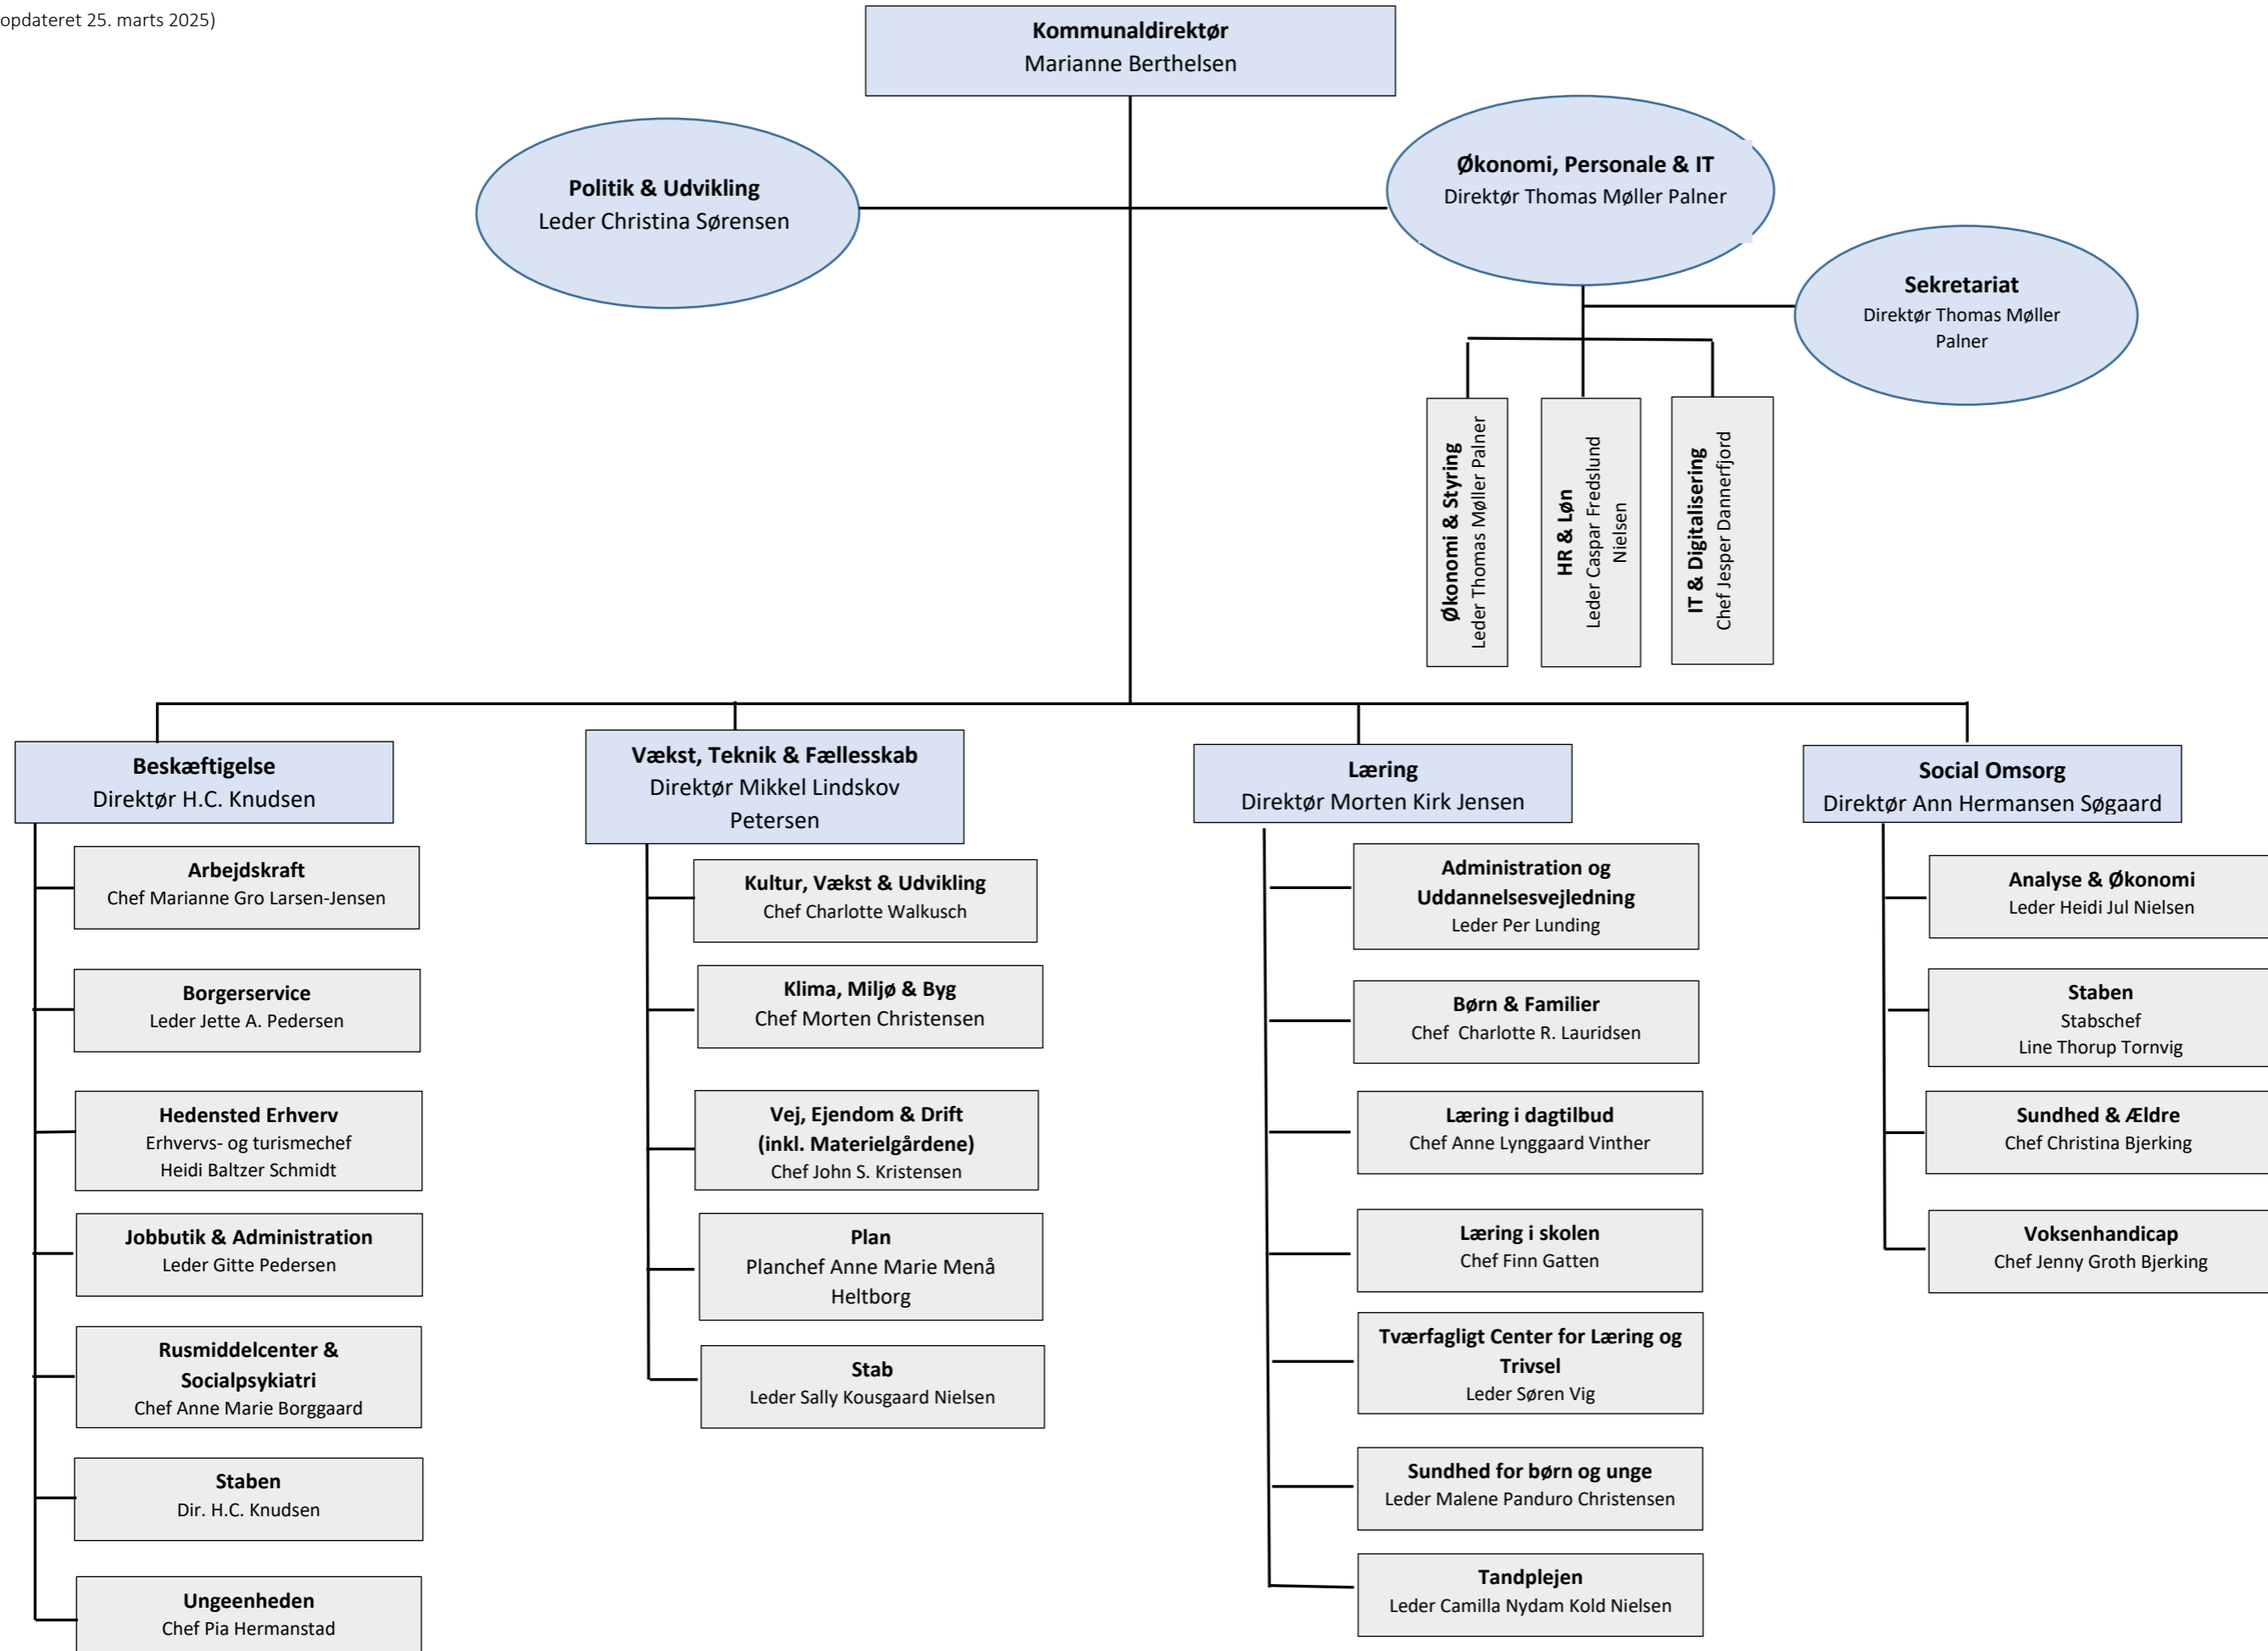 opdateret 25. marts 2025)
Kommunaldirektør
Marianne Berthelsen
Politik & Udvikling
Leder Christina Sørensen
Økonomi, Personale & IT
Direktør Thomas Møller Palner
Sekretariat
Direktør Thomas Møller
Palner
Økonomi & Styring
Leder Thomas Møller Palner
HR & Løn
Leder Caspar Fredslund
Nielsen
IT & Digitalisering
Chef Jesper Dannerfjord
Beskæftigelse
Direktør H.C. Knudsen
Arbejdskraft
Chef Marianne Gro Larsen-Jensen
Borgerservice
Leder Jette A. Pedersen
Hedensted Erhverv
Erhvervs- og turismechef
Heidi Baltzer Schmidt
Jobbutik & Administration
Leder Gitte Pedersen
Rusmiddelcenter &
Socialpsykiatri
Chef Anne Marie Borggaard
Staben
Dir. H.C. Knudsen
Ungeenheden
Chef Pia Hermanstad
Vækst, Teknik & Fællesskab
Direktør Mikkel Lindskov
Petersen
Kultur, Vækst & Udvikling
Chef Charlotte Walkusch
Klima, Miljø & Byg
Chef Morten Christensen
Vej, Ejendom & Drift
(inkl. Materielgårdene)
Chef John S. Kristensen
Plan
Planchef Anne Marie Menå
Heltborg
Stab
Leder Sally Kousgaard Nielsen
Læring
Direktør Morten Kirk Jensen
Administration og
Uddannelsesvejledning
Leder Per Lunding
Børn & Familier
Chef  Charlotte R. Lauridsen
Læring i dagtilbud
Chef Anne Lynggaard Vinther
Læring i skolen
Chef Finn Gatten
Tværfagligt Center for Læring og
Trivsel
Leder Søren Vig
Sundhed for børn og unge
Leder Malene Panduro Christensen
Tandplejen
Leder Camilla Nydam Kold Nielsen
Social Omsorg
Direktør Ann Hermansen Søgaard
Analyse & Økonomi
Leder Heidi Jul Nielsen
Staben
Stabschef
Line Thorup Tornvig
Sundhed & Ældre
Chef Christina Bjerking
Voksenhandicap
Chef Jenny Groth Bjerking